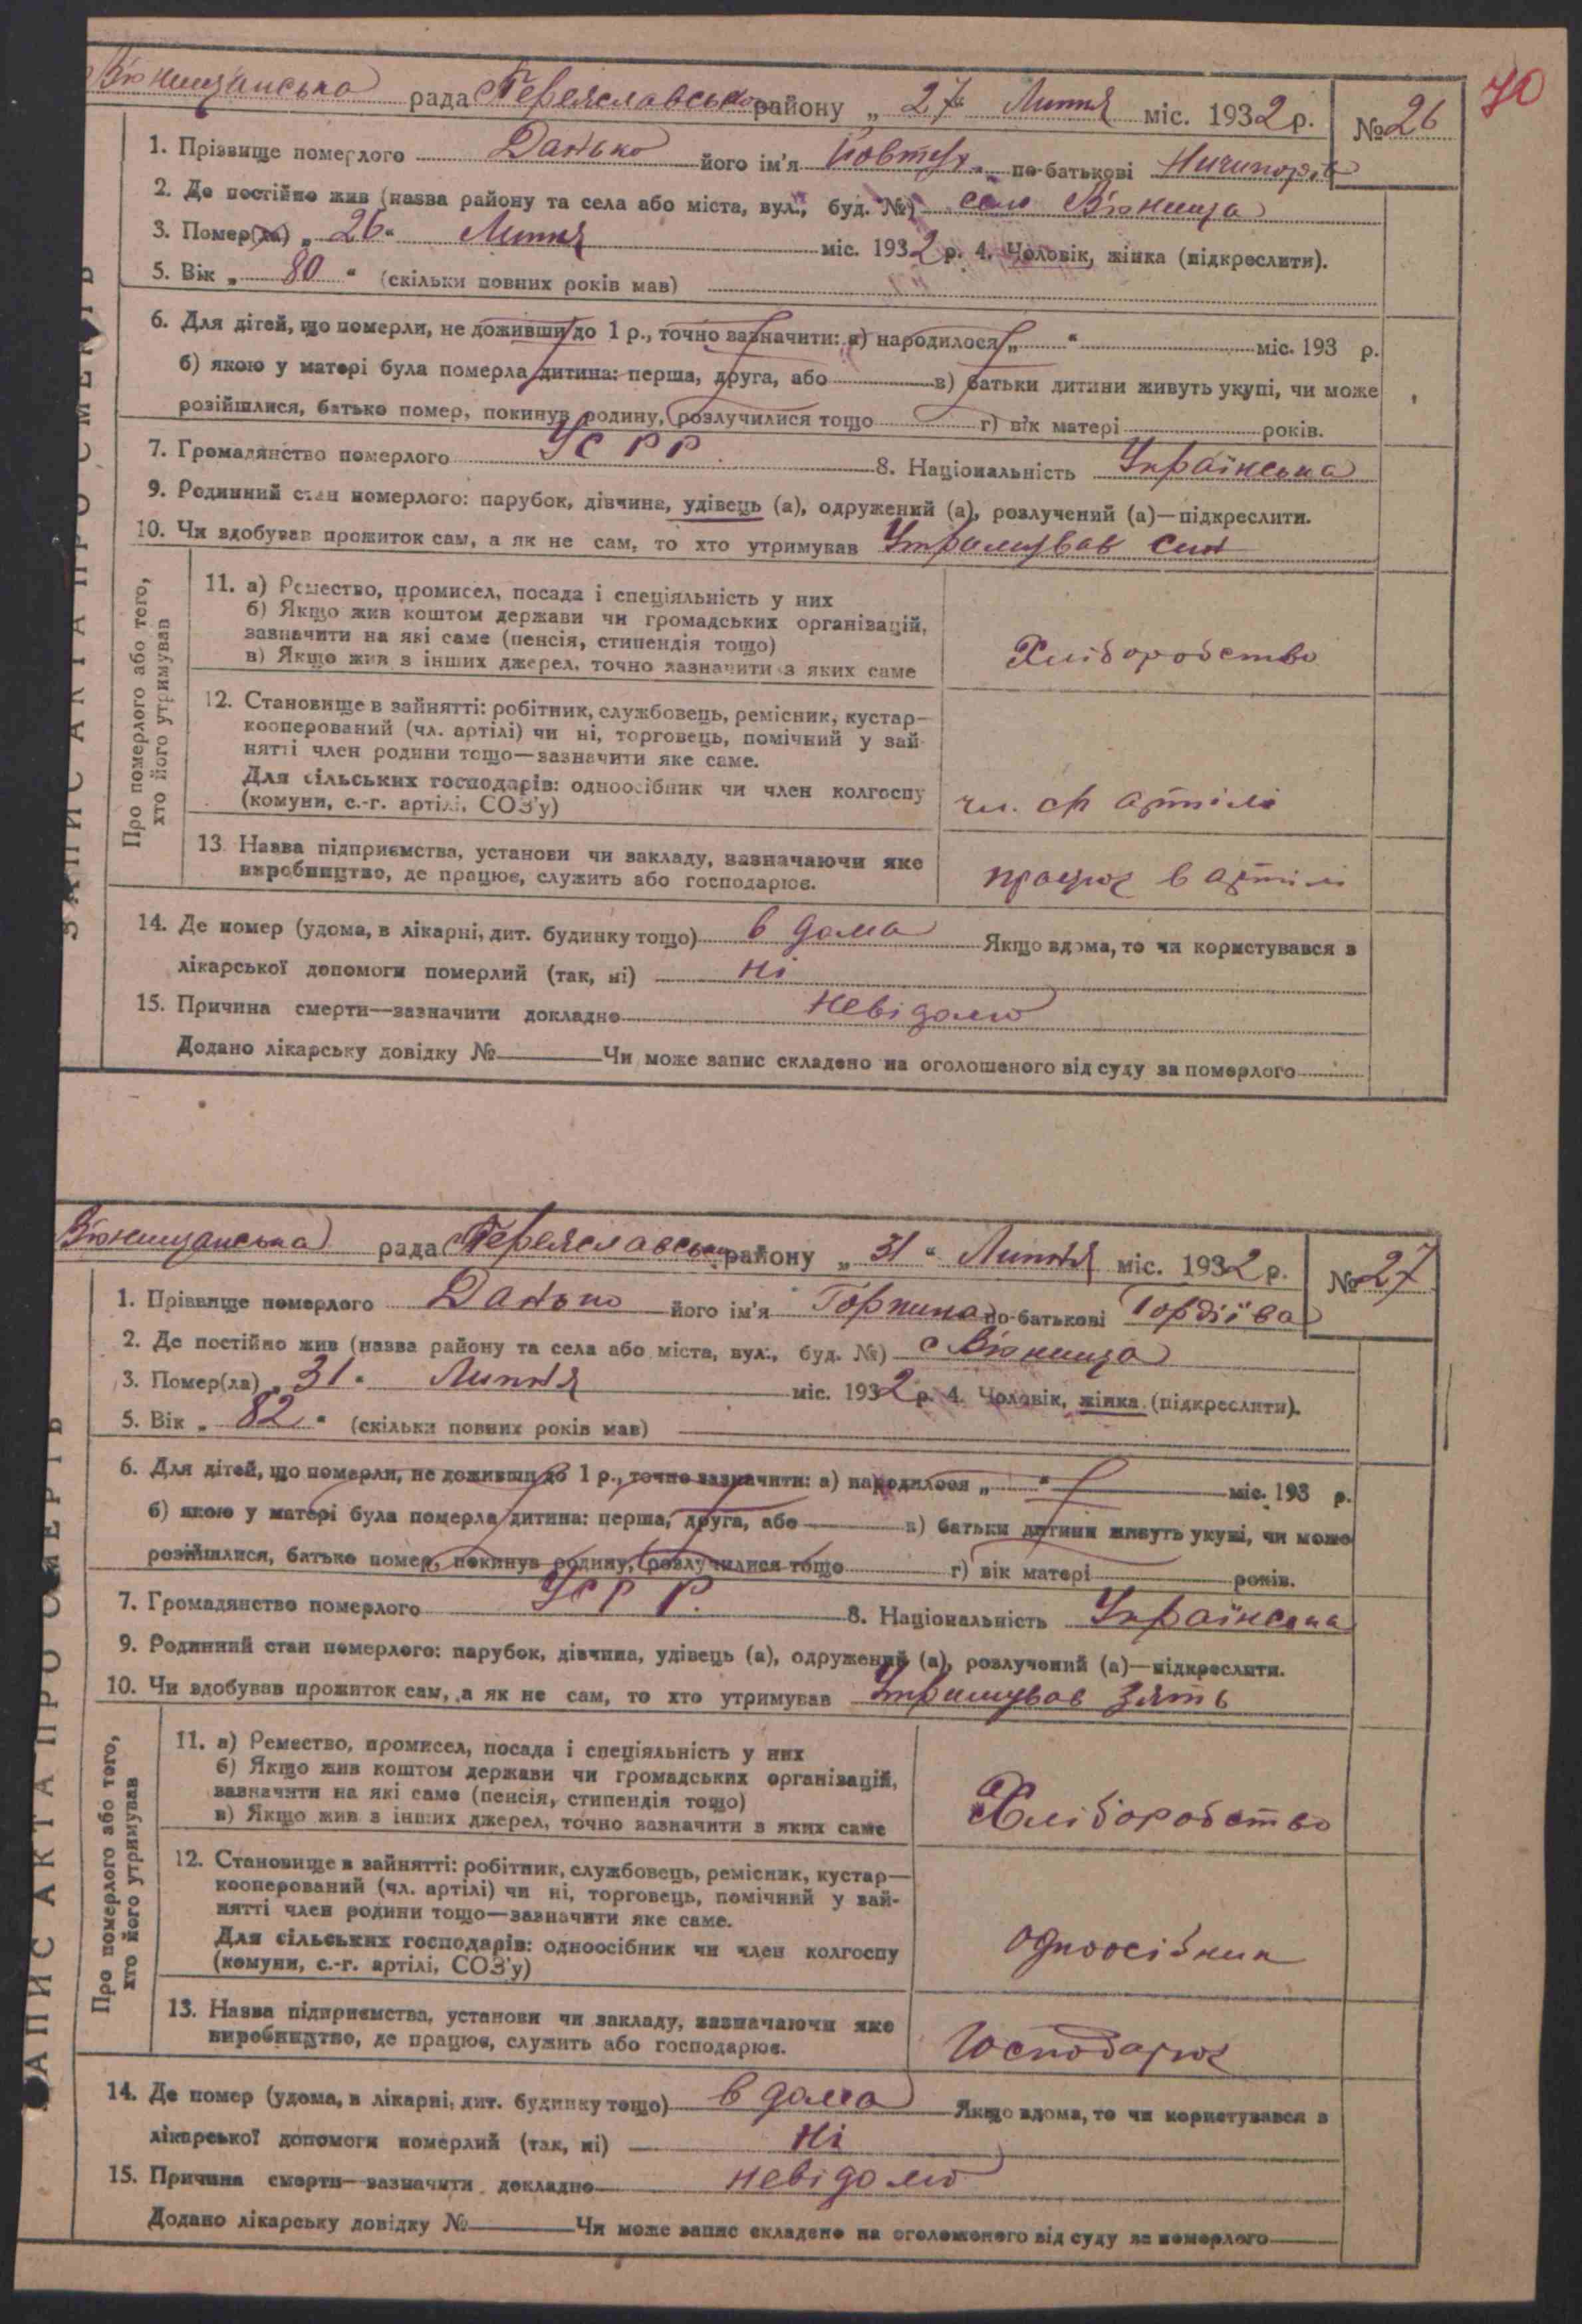 70
В'юнищанська рада Переяславського району „ 27 “ Липня міс. 1932 р. № 26
1. Прізвище померлого Данько його ім'я Йовтух по-батькові Ничипорів
2. Де постійно жив (назва району та села або міста, вул., буд. №) село В'юнища
3. Помер(ла) „ 26 “ Липня міс. 1932 р. 4. Чоловік, жінка (підкреслити).
5. Вік „ 80 “ (скільки повних років мав)
6. Для дітей, що померли, не доживши до 1 р., точно зазначити: а) народилося „ “ міс. 193 р.
б) якою у матері була померла дитина: перша, друга, або в) батьки дитини живуть укупі, чи може
розійшлися, батько помер, покинув родину, розлучилися тощо г) вік матері років.
7. Громадянство померлого УСРР. 8. Національність Українська
9. Родинний стан померлого: парубок, дівчина, удівець (а), одружений (а), розлучений (а)—підкреслити.
10. Чи здобував прожиток сам, а як не сам, то хто утримував Утримував син
ЗАПИС АКТА ПРО СМЕРТЬ
Про померлого або того,
хто його утримував
11. а) Ремество, промисел, посада і спеціяльність у них
б) Якщо жив коштом держави чи громадських організацій,
зазначити на які саме (пенсія, стипендія тощо)
в) Якщо жив з інших джерел, точно зазначити з яких саме
Хліборобство
12. Становище в зайнятті: робітник, службовець, ремісник, кустар—
кооперований (чл. артілі) чи ні, торговець, помічний у зай-
нятті член родини тощо—зазначити яке саме.
Для сільських господарів: одноосібник чи член колгоспу
(комуни, с.-г. артілі, СОЗ'у)
чл. с/г артілі
13. Назва підприємства, установи чи закладу, зазначаючи яке
виробництво, де працює, служить або господарює.
працює в артілі
14. Де помер (удома, в лікарні, дит. будинку тощо) в дома Якщо вдома, то чи користувався з
лікарської допомоги померлий (так, ні) ні
15. Причина смерти—зазначити докладно невідомо
Додано лікарську довідку № Чи може запис складено на оголошеного від суду за померлого
В'юнищанська рада Переяславського району „ 31 “ Липня міс. 1932 р. № 27
1. Прізвище померлого Данько його ім'я Горпина по-батькові Гордіїва
2. Де постійно жив (назва району та села або міста, вул., буд. №) с В'юнища
3. Помер(ла) „ 31 “ Липня міс. 1932 р. 4. Чоловік, жінка (підкреслити).
5. Вік „ 82 “ (скільки повних років мав)
6. Для дітей, що померли, не доживши до 1 р., точно зазначити: а) народилося „ “ міс. 193 р.
б) якою у матері була померла дитина: перша, друга, або в) батьки дитини живуть укупі, чи може
розійшлися, батько помер, покинув родину, розлучилися тощо г) вік матері років.
7. Громадянство померлого УСРР. 8. Національність Українська
9. Родинний стан померлого: парубок, дівчина, удівець (а), одружений (а), розлучений (а)—підкреслити.
10. Чи здобував прожиток сам, а як не сам, то хто утримував Утримував зять
ЗАПИС АКТА ПРО СМЕРТЬ
Про померлого або того,
хто його утримував
11. а) Ремество, промисел, посада і спеціяльність у них
б) Якщо жив коштом держави чи громадських організацій,
зазначити на які саме (пенсія, стипендія тощо)
в) Якщо жив з інших джерел, точно зазначити з яких саме
Хліборобство
12. Становище в зайнятті: робітник, службовець, ремісник, кустар—
кооперований (чл. артілі) чи ні, торговець, помічний у зай-
нятті член родини тощо—зазначити яке саме.
Для сільських господарів: одноосібник чи член колгоспу
(комуни, с.-г. артілі, СОЗ'у)
одноосібник
13. Назва підприємства, установи чи закладу, зазначаючи яке
виробництво, де працює, служить або господарює.
Господарює
14. Де помер (удома, в лікарні, дит. будинку тощо) в дома Якщо вдома, то чи користувався з
лікарської допомоги померлий (так, ні) ні
15. Причина смерти—зазначити докладно невідомо
Додано лікарську довідку № Чи може запис складено на оголошеного від суду за померлого